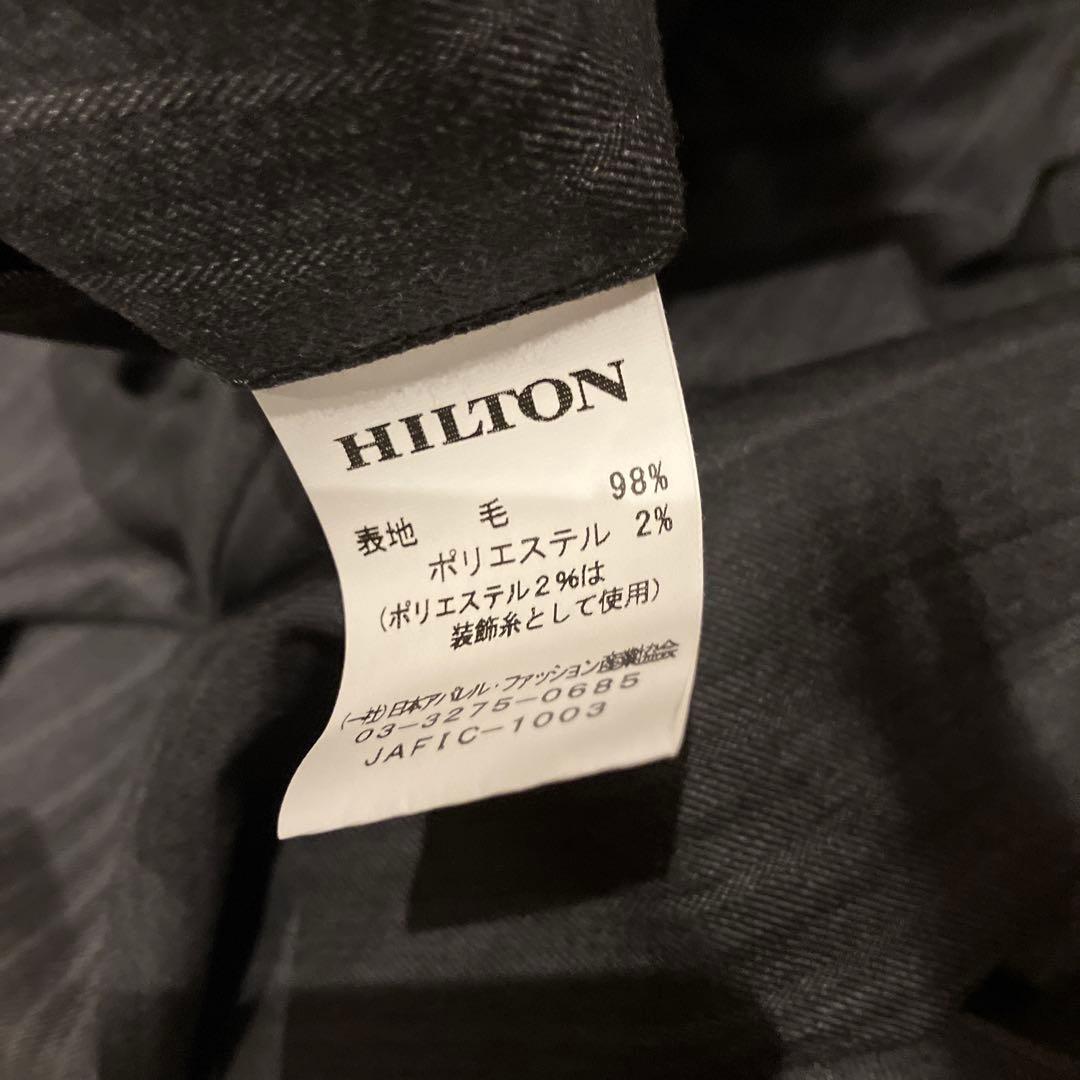 HILTON
表地 毛 98%
ポリエステル 2%
(ポリエステル2%は
装飾糸として使用)
(一社)日本アパレル・ファッション産業協会
03-3275-0685
JAFIC-1003